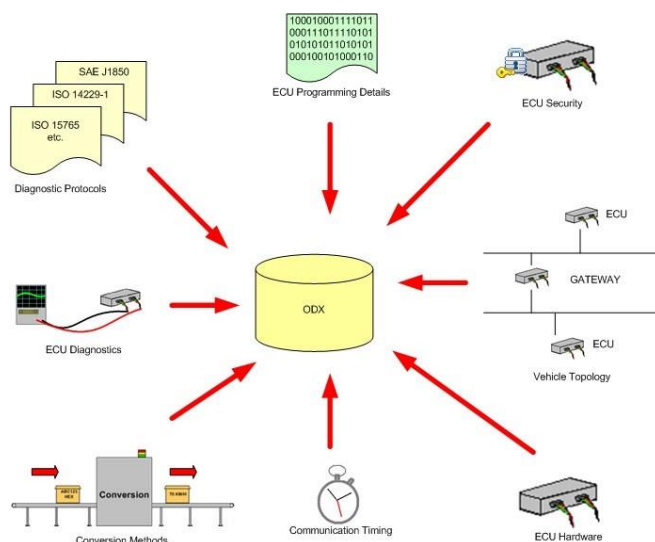 100010001111011
000111011110101
010101011010101
000100101000110
ECU Programming Details
ECU Security
SAE J1850
ISO 14229-1
ISO 15765
etc.
Diagnostic Protocols
ECU
GATEWAY
ECU
Vehicle Topology
ODX
ECU Diagnostics
Conversion
Conversion Methods
Communication Timing
ECU Hardware